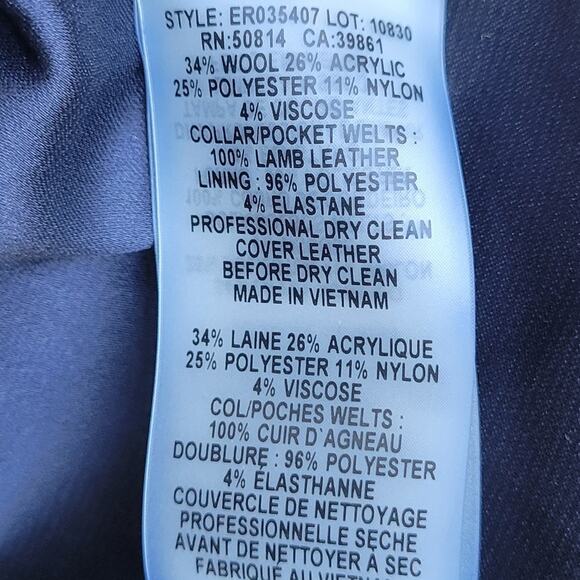 STYLE: ER035407 LOT: 10830
RN:50814 CA:39861
34% WOOL 26% ACRYLIC
25% POLYESTER 11% NYLON
4% VISCOSE
COLLAR/POCKET WELTS :
100% LAMB LEATHER
LINING : 96% POLYESTER
4% ELASTANE
PROFESSIONAL DRY CLEAN
COVER LEATHER
BEFORE DRY CLEAN
MADE IN VIETNAM
34% LAINE 26% ACRYLIQUE
25% POLYESTER 11% NYLON
4% VISCOSE
COL/POCHES WELTS :
100% CUIR D`AGNEAU
DOUBLURE : 96% POLYESTER
4% ÉLASTHANNE
COUVERCLE DE NETTOYAGE
PROFESSIONNELLE SECHE
AVANT DE NETTOYER À SEC
FABRIQUÉ AU VIETNAM